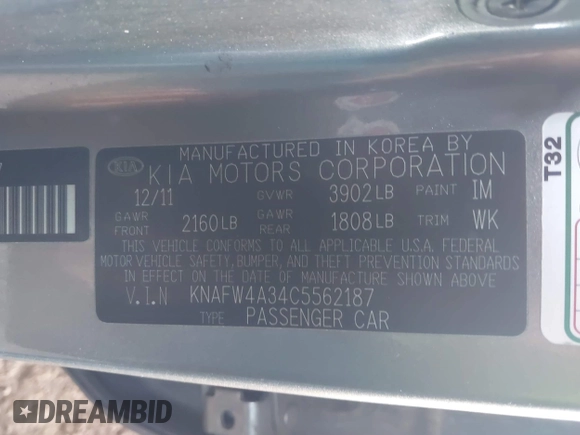 MANUFACTURED IN KOREA BY
KIA KIA MOTORS CORPORATION
12/11 GVWR 3902LB PAINT IM
GAWR FRONT 2160LB GAWR REAR 1808LB TRIM WK
THIS VEHICLE CONFORMS TO ALL APPLICABLE U.S.A. FEDERAL
MOTOR VEHICLE SAFETY, BUMPER, AND THEFT PREVENTION STANDARDS
IN EFFECT ON THE DATE OF MANUFACTURE SHOWN ABOVE
V.I.N KNAFW4A34C5562187
TYPE PASSENGER CAR
T32
DREAMBID